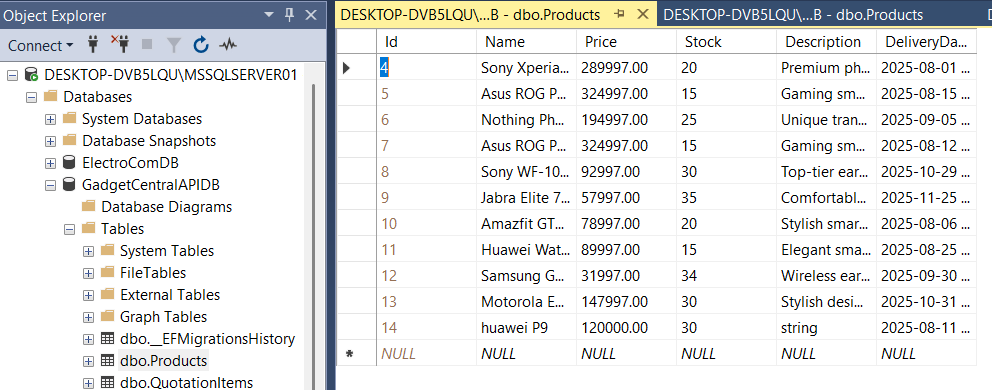 Object Explorer
Connect
DESKTOP-DVB5LQU\MSSQLSERVER01
Databases
System Databases
Database Snapshots
ElectroComDB
GadgetCentralAPIDB
Database Diagrams
Tables
System Tables
FileTables
External Tables
Graph Tables
dbo.__EFMigrationsHistory
dbo.Products
dbo.QuotationItems
DESKTOP-DVB5LQU\...B - dbo.Products DESKTOP-DVB5LQU\...B - dbo.Products
Id Name Price Stock Description DeliveryDa...
4 Sony Xperia... 289997.00 20 Premium ph... 2025-08-01 ...
5 Asus ROG P... 324997.00 15 Gaming sm... 2025-08-15 ...
6 Nothing Ph... 194997.00 25 Unique tran... 2025-09-05 ...
7 Asus ROG P... 324997.00 15 Gaming sm... 2025-08-12 ...
8 Sony WF-10... 92997.00 30 Top-tier ear... 2025-10-29 ...
9 Jabra Elite 7... 57997.00 35 Comfortabl... 2025-11-25 ...
10 Amazfit GT... 78997.00 20 Stylish smar... 2025-08-06 ...
11 Huawei Wat... 89997.00 15 Elegant sma... 2025-08-25 ...
12 Samsung G... 31997.00 34 Wireless ear... 2025-09-30 ...
13 Motorola E... 147997.00 30 Stylish desi... 2025-10-31 ...
14 huawei P9 120000.00 30 string 2025-08-11 ...
NULL NULL NULL NULL NULL NULL